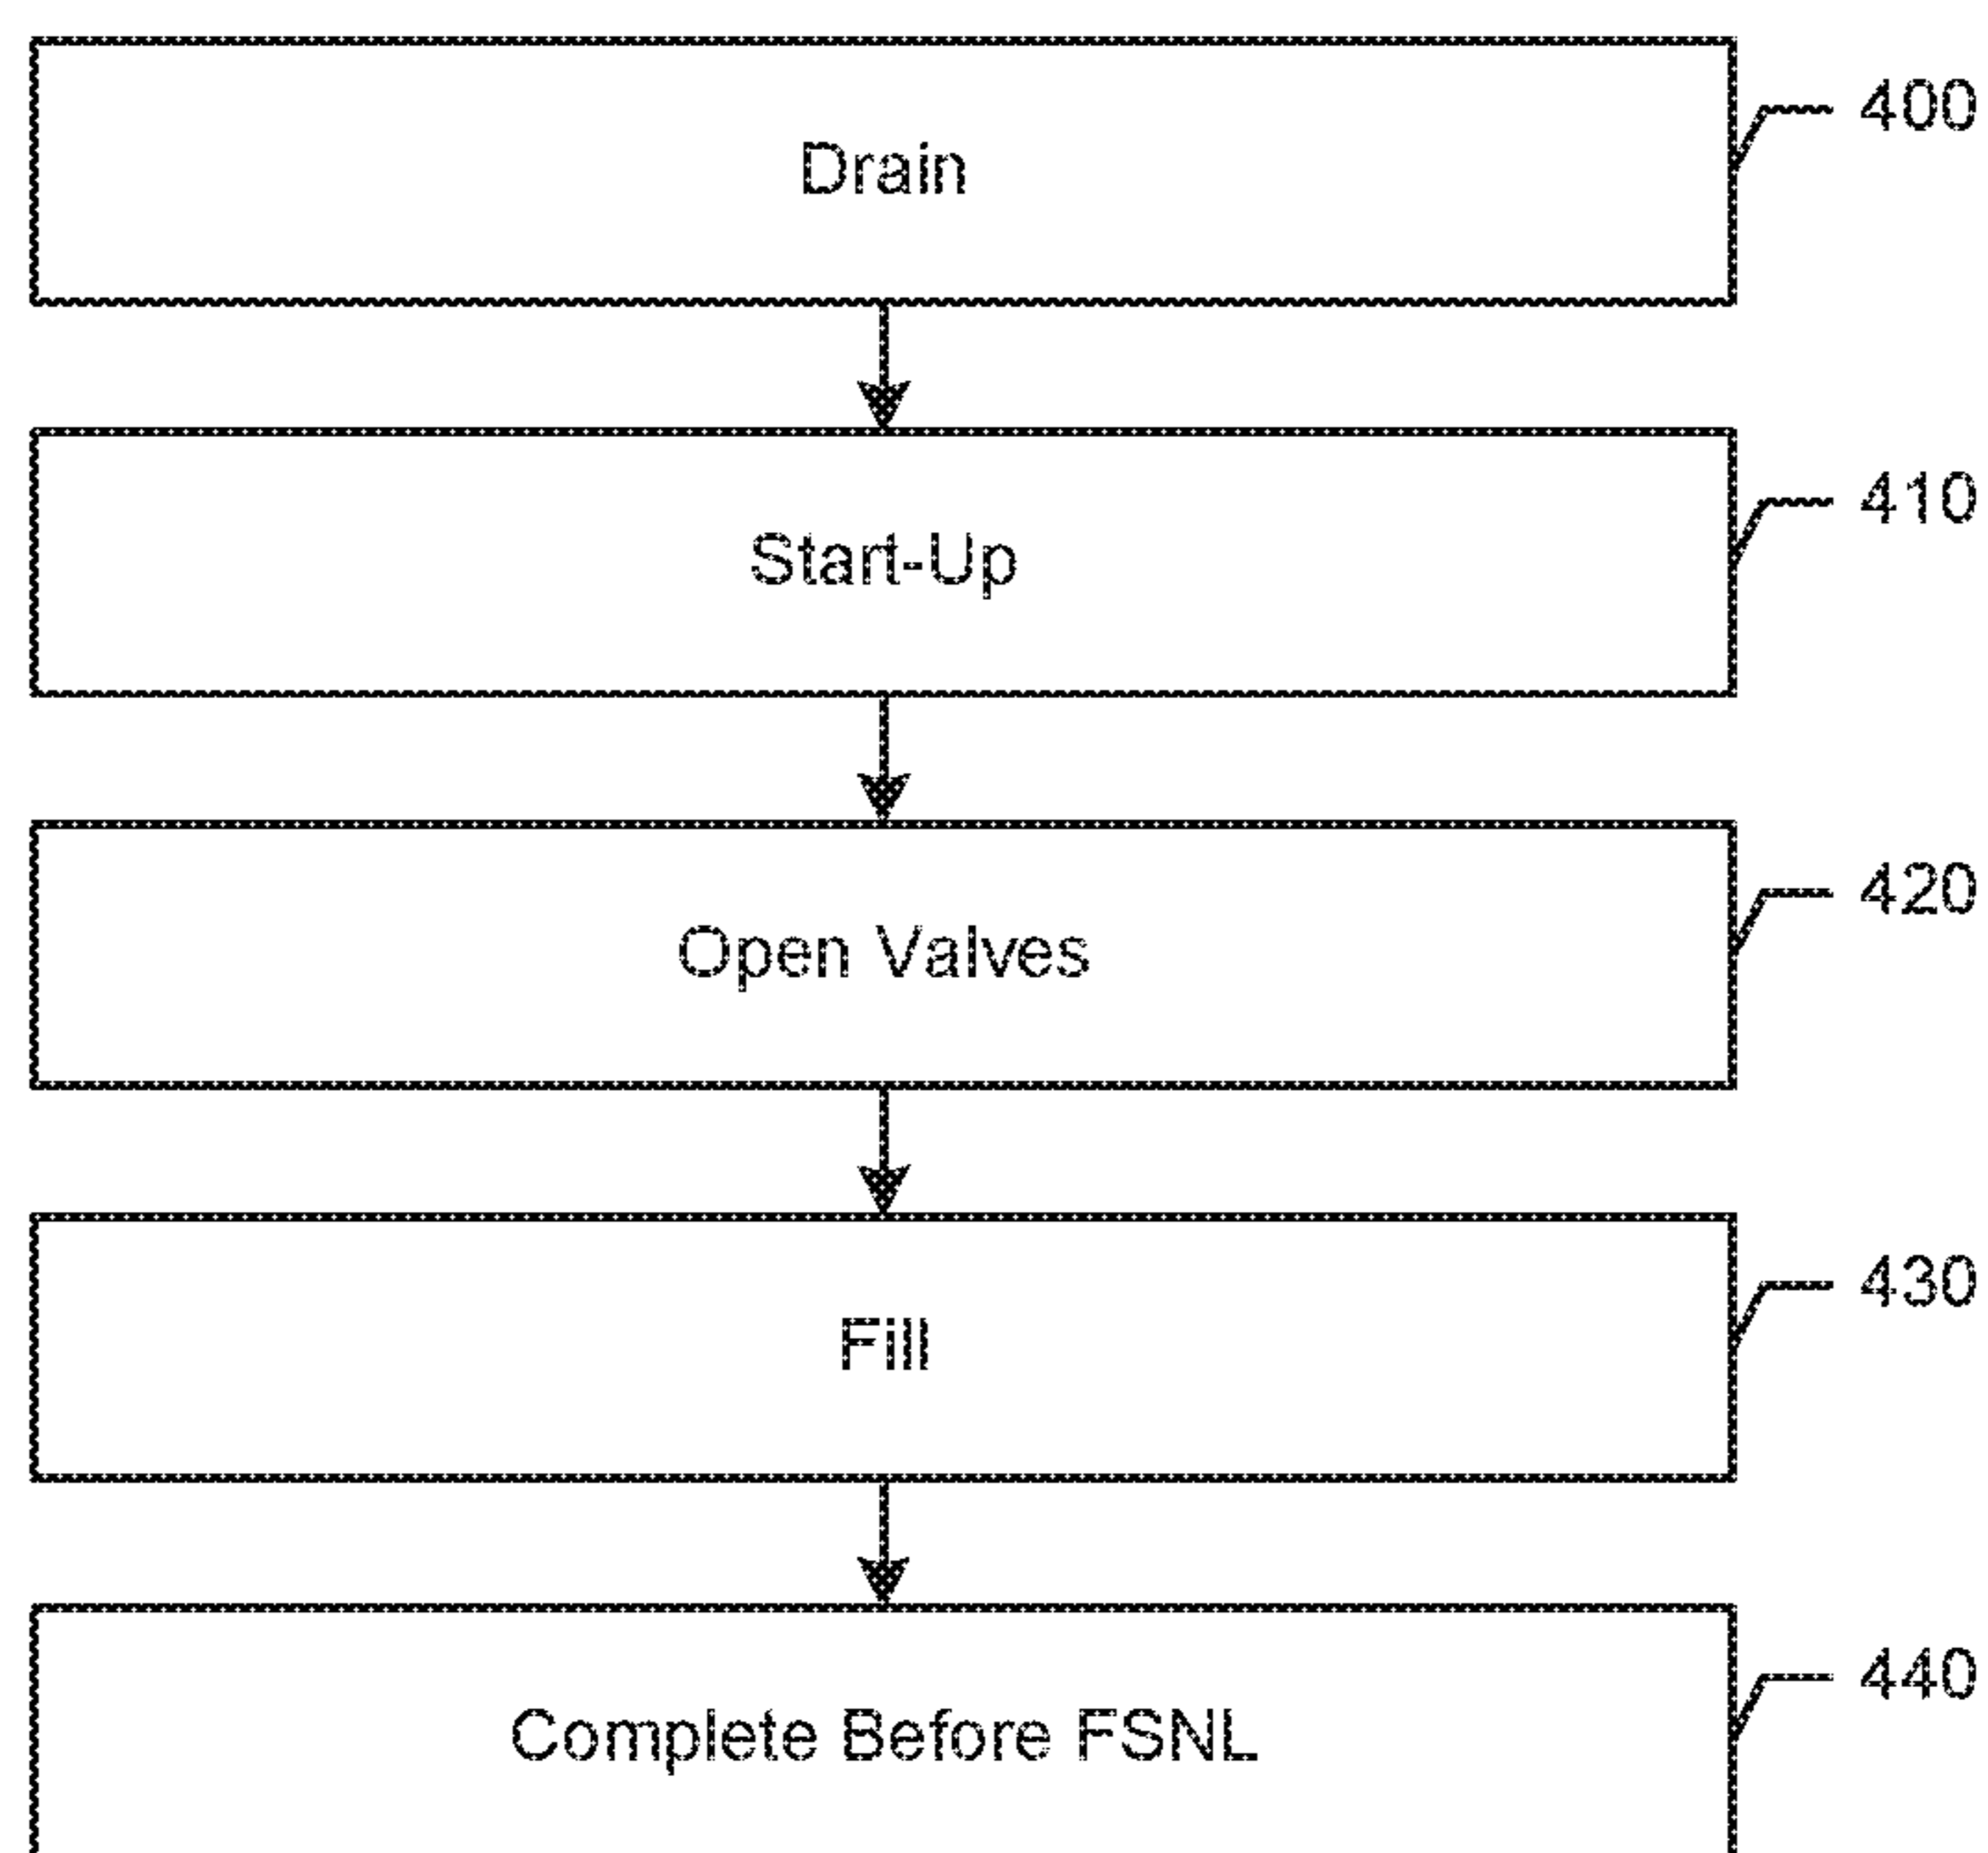 Drain
400
Start-Up
410
Open Valves
420
Fill
430
Complete Before FSNL
440